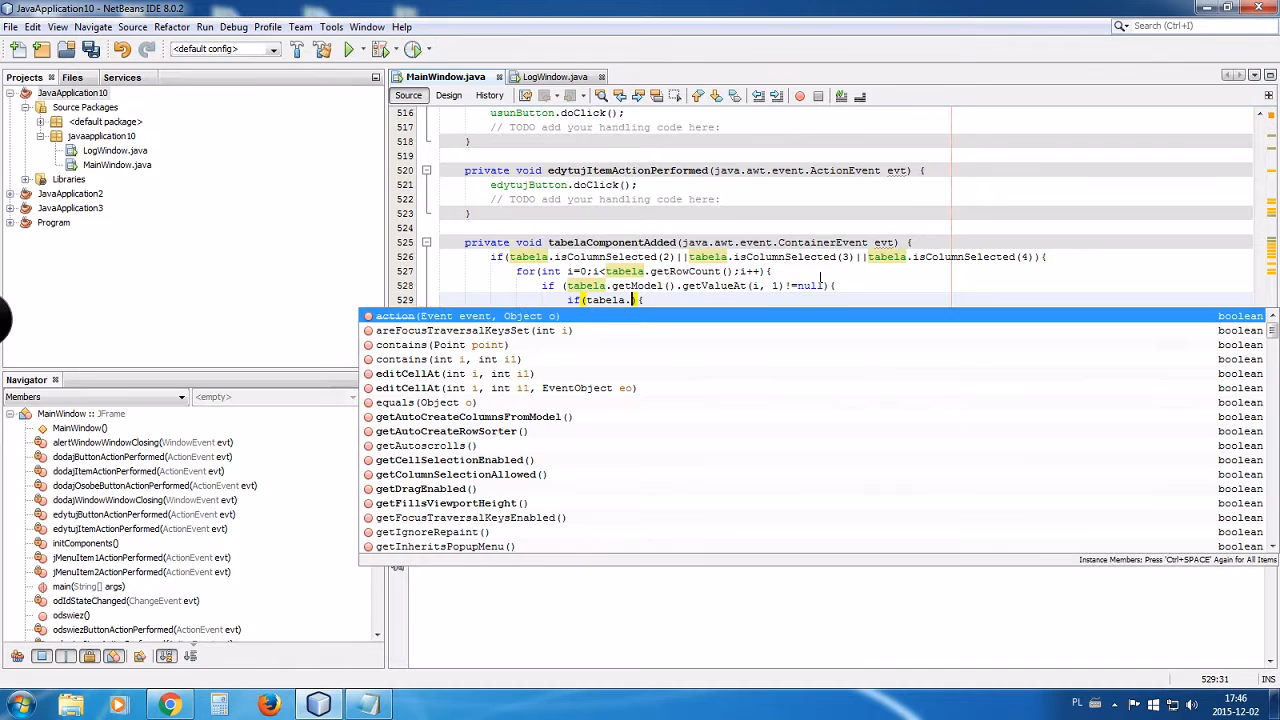 JavaApplication10 - NetBeans IDE 8.0.2
File Edit View Navigate Source Refactor Run Debug Profile Team Tools Window Help
Search (Ctrl+I)
<default config>
Projects Files Services
MainWindow.java LogWindow.java
JavaApplication10
Source Packages
<default package>
javaapplication10
LogWindow.java
MainWindow.java
Libraries
JavaApplication2
JavaApplication3
Program
Source Design History
516 usunButton.doClick();
517 // TODO add your handling code here:
518 }
519
520 private void edytujItemActionPerformed(java.awt.event.ActionEvent evt) {
521 edytujButton.doClick();
522 // TODO add your handling code here:
523 }
524
525 private void tabelaComponentAdded(java.awt.event.ContainerEvent evt) {
526 if(tabela.isColumnSelected(2)||tabela.isColumnSelected(3)||tabela.isColumnSelected(4)){
527 for(int i=0;i<tabela.getRowCount();i++){
528 if (tabela.getModel().getValueAt(i, 1)!=null){
529 if(tabela.){
action(Event event, Object o) boolean
areFocusTraversalKeysSet(int i) boolean
contains(Point point) boolean
contains(int i, int i1) boolean
editCellAt(int i, int i1) boolean
editCellAt(int i, int i1, EventObject eo) boolean
equals(Object o) boolean
getAutoCreateColumnsFromModel() boolean
getAutoCreateRowSorter() boolean
getAutoscrolls() boolean
getCellSelectionEnabled() boolean
getColumnSelectionAllowed() boolean
getDragEnabled() boolean
getFillsViewportHeight() boolean
getFocusTraversalKeysEnabled() boolean
getIgnoreRepaint() boolean
getInheritsPopupMenu() boolean
Instance Members: Press 'Ctrl+SPACE' Again for All Items
Navigator
Members <empty>
MainWindow :: JFrame
MainWindow()
alertWindowWindowClosing(WindowEvent evt)
dodajButtonActionPerformed(ActionEvent evt)
dodajItemActionPerformed(ActionEvent evt)
dodajOsobeButtonActionPerformed(ActionEvent evt)
dodajWindowWindowClosing(WindowEvent evt)
edytujButtonActionPerformed(ActionEvent evt)
edytujItemActionPerformed(ActionEvent evt)
initComponents()
jMenuItem1ActionPerformed(ActionEvent evt)
jMenuItem2ActionPerformed(ActionEvent evt)
main(String[] args)
odIdStateChanged(ChangeEvent evt)
odswiez()
odswiezButtonActionPerformed(ActionEvent evt)
529:31 INS
PL
17:46
2015-12-02